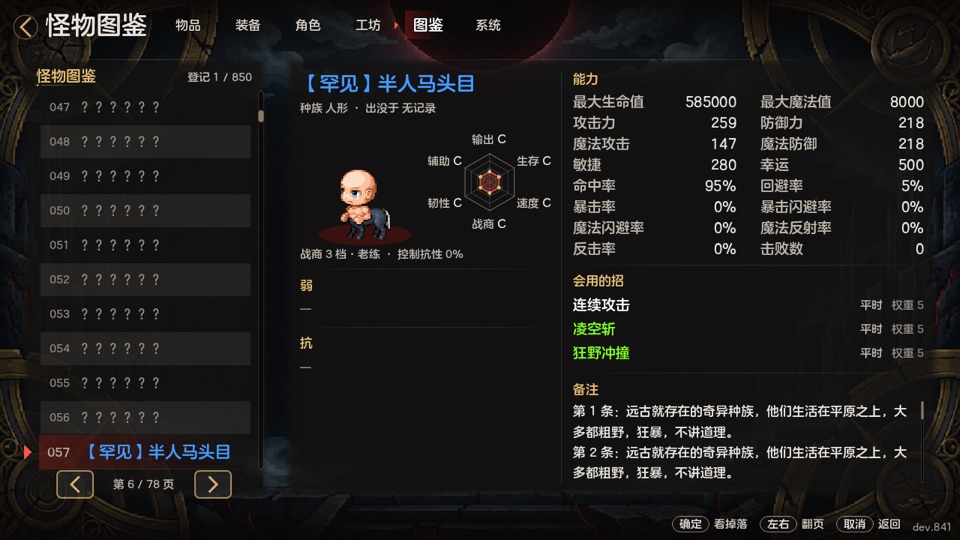 怪物图鉴 物品 装备 角色 工坊 图鉴 系统
怪物图鉴 登记 1 / 850
047 ? ? ? ? ? ?
048 ? ? ? ? ? ?
049 ? ? ? ? ? ?
050 ? ? ? ? ? ?
051 ? ? ? ? ? ?
052 ? ? ? ? ? ?
053 ? ? ? ? ? ?
054 ? ? ? ? ? ?
055 ? ? ? ? ? ?
056 ? ? ? ? ? ?
057 【罕见】半人马头目
第 6 / 78 页
【罕见】半人马头目
种族 人形 · 出没于 无记录
输出 C
辅助 C 生存 C
韧性 C 速度 C
战商 C
战商 3 档 · 老练 · 控制抗性 0%
弱
—
抗
—
能力
最大生命值 585000 最大魔法值 8000
攻击力 259 防御力 218
魔法攻击 147 魔法防御 218
敏捷 280 幸运 500
命中率 95% 回避率 5%
暴击率 0% 暴击闪避率 0%
魔法闪避率 0% 魔法反射率 0%
反击率 0% 击败数 0
会用的招
连续攻击 平时 权重 5
凌空斩 平时 权重 5
狂野冲撞 平时 权重 5
备注
第 1 条：远古就存在的奇异种族，他们生活在平原之上，大
多都粗野，狂暴，不讲道理。
第 2 条：远古就存在的奇异种族，他们生活在平原之上，大
多都粗野，狂暴，不讲道理。
确定 看掉落 左右 翻页 取消 返回 dev.841